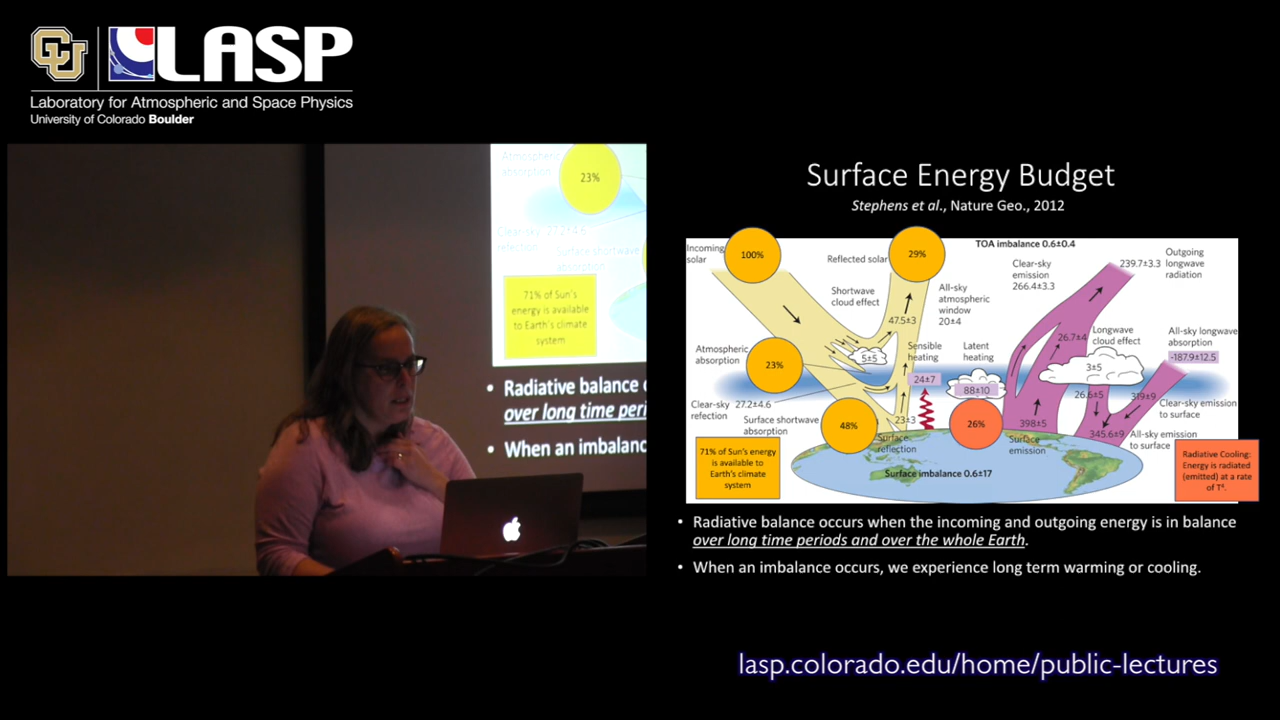 CU
LASP
Laboratory for Atmospheric and Space Physics
University of Colorado Boulder
Atmospheric
absorption
23%
Clear-sky 27.2±4.6
reflection
Surface shortwave
absorption
71% of Sun's
energy is available
to Earth's climate
system
• Radiative balance
over long time peri
• When an imbalanc
Surface Energy Budget
Stephens et al., Nature Geo., 2012
Incoming
solar
100%
Reflected solar
29%
TOA imbalance 0.6±0.4
Outgoing
longwave
radiation
239.7±3.3
Clear-sky
emission
266.4±3.3
Shortwave
cloud effect
All-sky
atmospheric
window
20±4
47.5±3
Sensible
heating
Latent
heating
26.7±4
Longwave
cloud effect
All-sky longwave
absorption
-187.9±12.5
Atmospheric
absorption
23%
5±5
24±7
88±10
3±5
26.6±5
319±9
Clear-sky
reflection
27.2±4.6
Clear-sky emission
to surface
Surface shortwave
absorption
48%
23±3
26%
398±5
345.6±9
All-sky emission
to surface
Surface
reflection
Surface
emission
71% of Sun's energy
is available to
Earth's climate
system
Surface imbalance 0.6±17
Radiative Cooling:
Energy is radiated
(emitted) at a rate
of T⁴.
• Radiative balance occurs when the incoming and outgoing energy is in balance
over long time periods and over the whole Earth.
• When an imbalance occurs, we experience long term warming or cooling.
lasp.colorado.edu/home/public-lectures